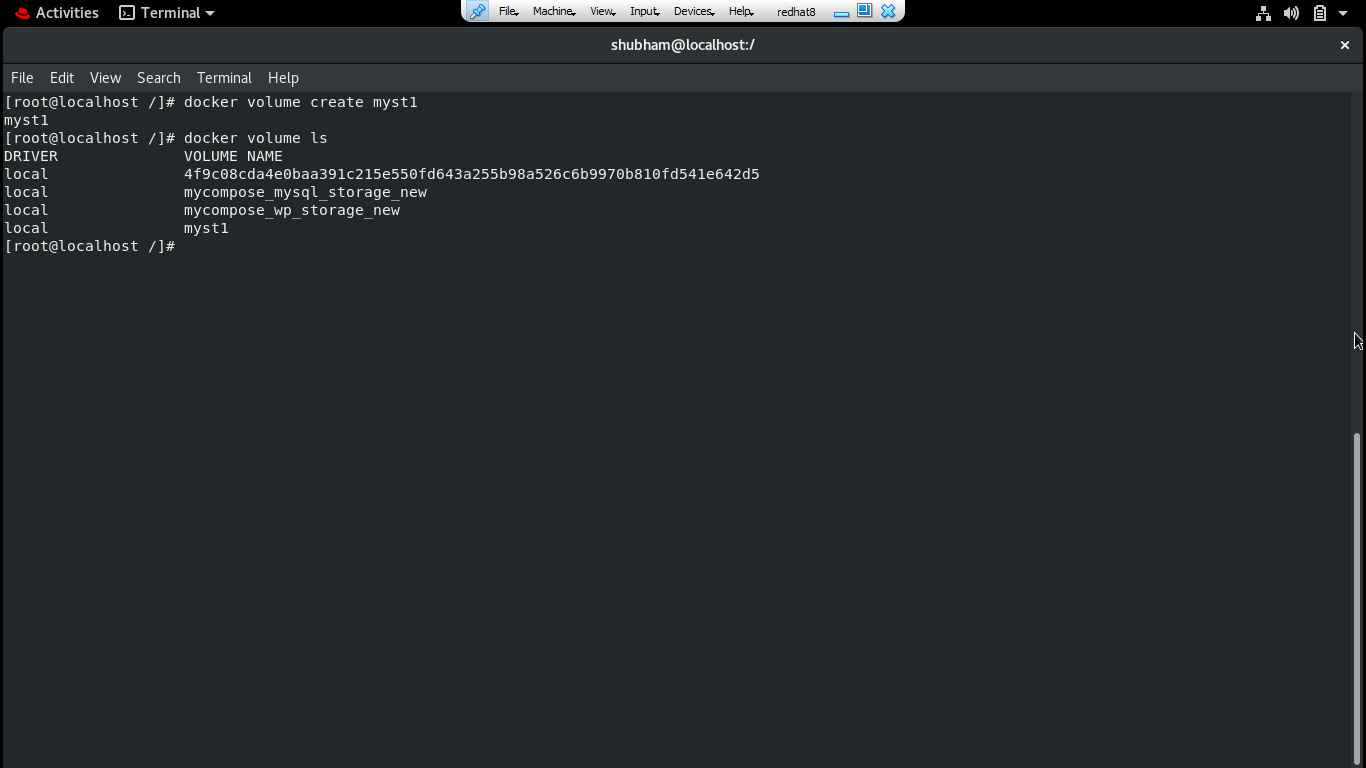 Activities Terminal File Machine View Input Devices Help redhat8
shubham@localhost:/
File Edit View Search Terminal Help
[root@localhost /]# docker volume create myst1
myst1
[root@localhost /]# docker volume ls
DRIVER              VOLUME NAME
local               4f9c08cda4e0baa391c215e550fd643a255b98a526c6b9970b810fd541e642d5
local               mycompose_mysql_storage_new
local               mycompose_wp_storage_new
local               myst1
[root@localhost /]#